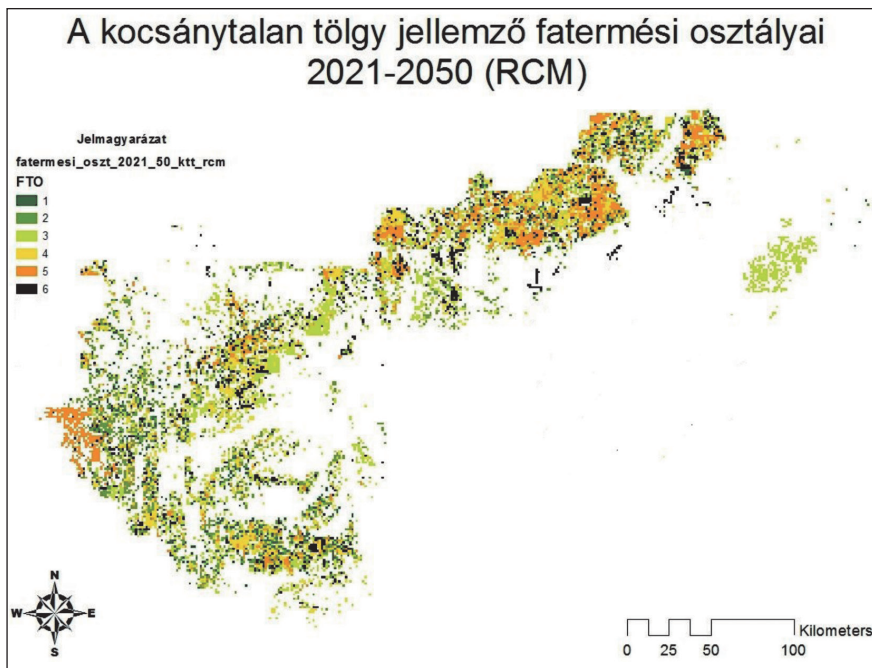 A kocsánytalan tölgy jellemző fatermési osztályai
2021-2050 (RCM)
Jelmagyarázat
fatermesi_oszt_2021_50_ktt_rcm
FTO
1
2
3
4
5
6
N
W E
S
Kilometers
0 25 50 100